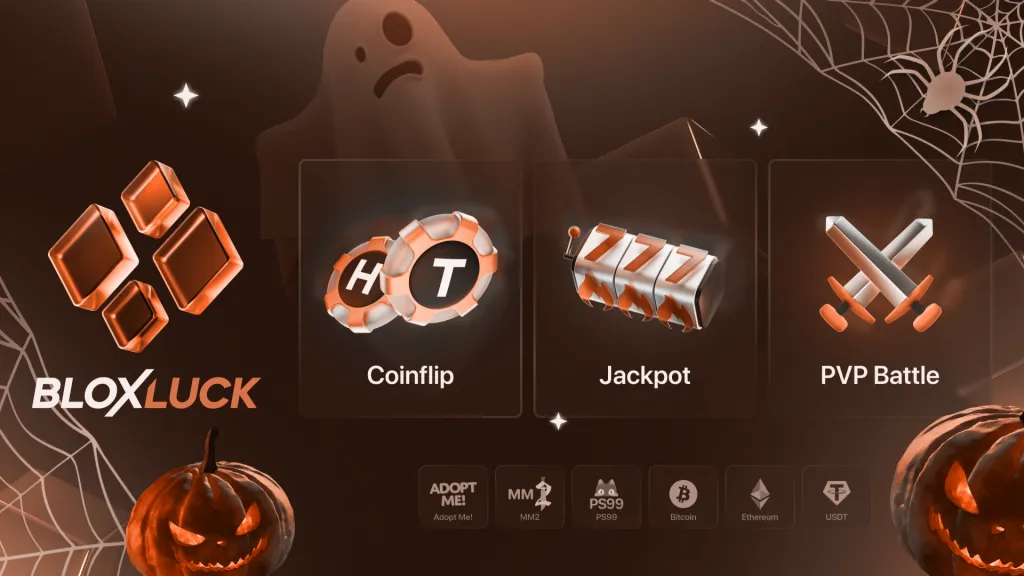 BLOXLUCK
H T
777
Coinflip
Jackpot
PVP Battle
ADOPT
ME!
Adopt Me!
MM2
MM2
PS99
PS99
Bitcoin
Ethereum
USDT